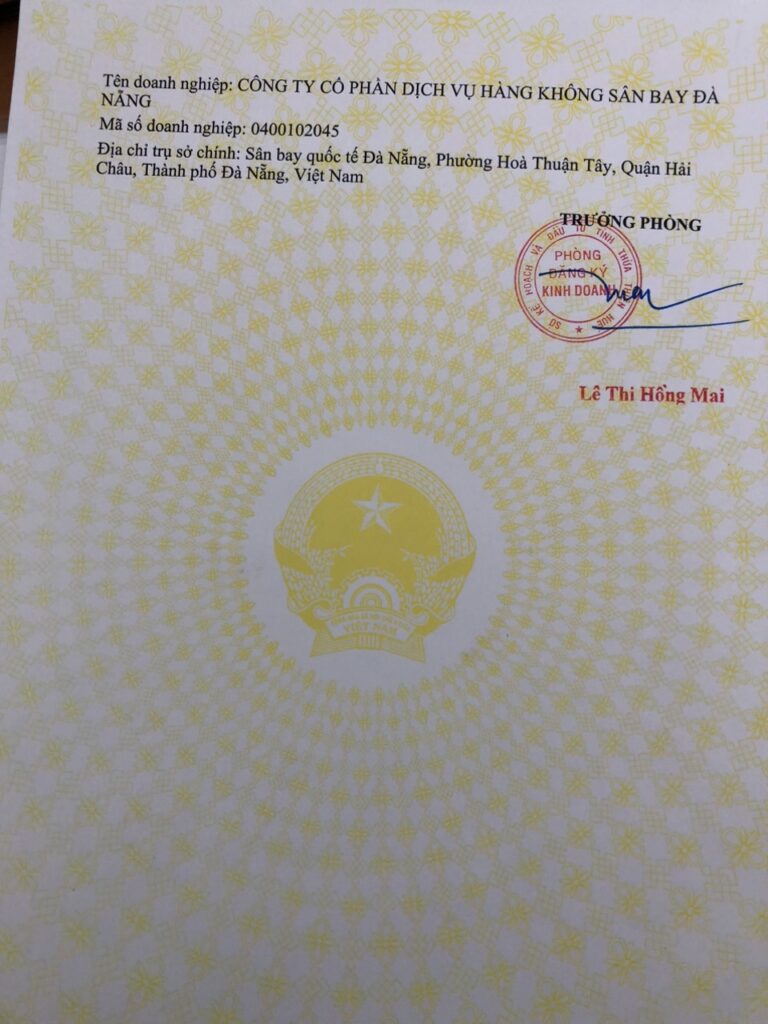 Tên doanh nghiệp: CÔNG TY CỔ PHẦN DỊCH VỤ HÀNG KHÔNG SÂN BAY ĐÀ
NẴNG
Mã số doanh nghiệp: 0400102045
Địa chỉ trụ sở chính: Sân bay quốc tế Đà Nẵng, Phường Hoà Thuận Tây, Quận Hải
Châu, Thành phố Đà Nẵng, Việt Nam
TRƯỞNG PHÒNG
SỞ KẾ HOẠCH VÀ ĐẦU TƯ TỈNH THỪA THIÊN HUẾ
PHÒNG
ĐĂNG KÝ
KINH DOANH
Lê Thị Hồng Mai
VIỆT NAM